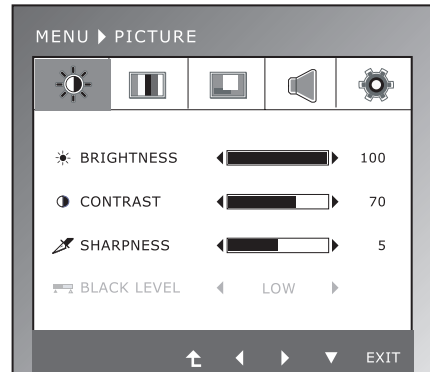 MENU ▶ PICTURE
BRIGHTNESS 100
CONTRAST 70
SHARPNESS 5
BLACK LEVEL LOW
EXIT